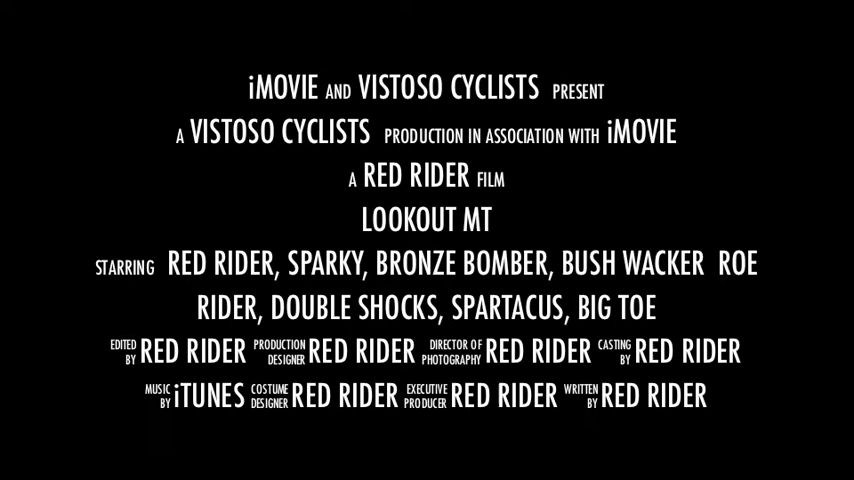 iMOVIE AND VISTOSO CYCLISTS PRESENT
A VISTOSO CYCLISTS PRODUCTION IN ASSOCIATION WITH iMOVIE
A RED RIDER FILM
LOOKOUT MT
STARRING RED RIDER, SPARKY, BRONZE BOMBER, BUSH WACKER ROE
RIDER, DOUBLE SHOCKS, SPARTACUS, BIG TOE
EDITED BY RED RIDER PRODUCTION DESIGNER RED RIDER DIRECTOR OF PHOTOGRAPHY RED RIDER CASTING BY RED RIDER
MUSIC BY iTUNES COSTUME DESIGNER RED RIDER EXECUTIVE PRODUCER RED RIDER WRITTEN BY RED RIDER